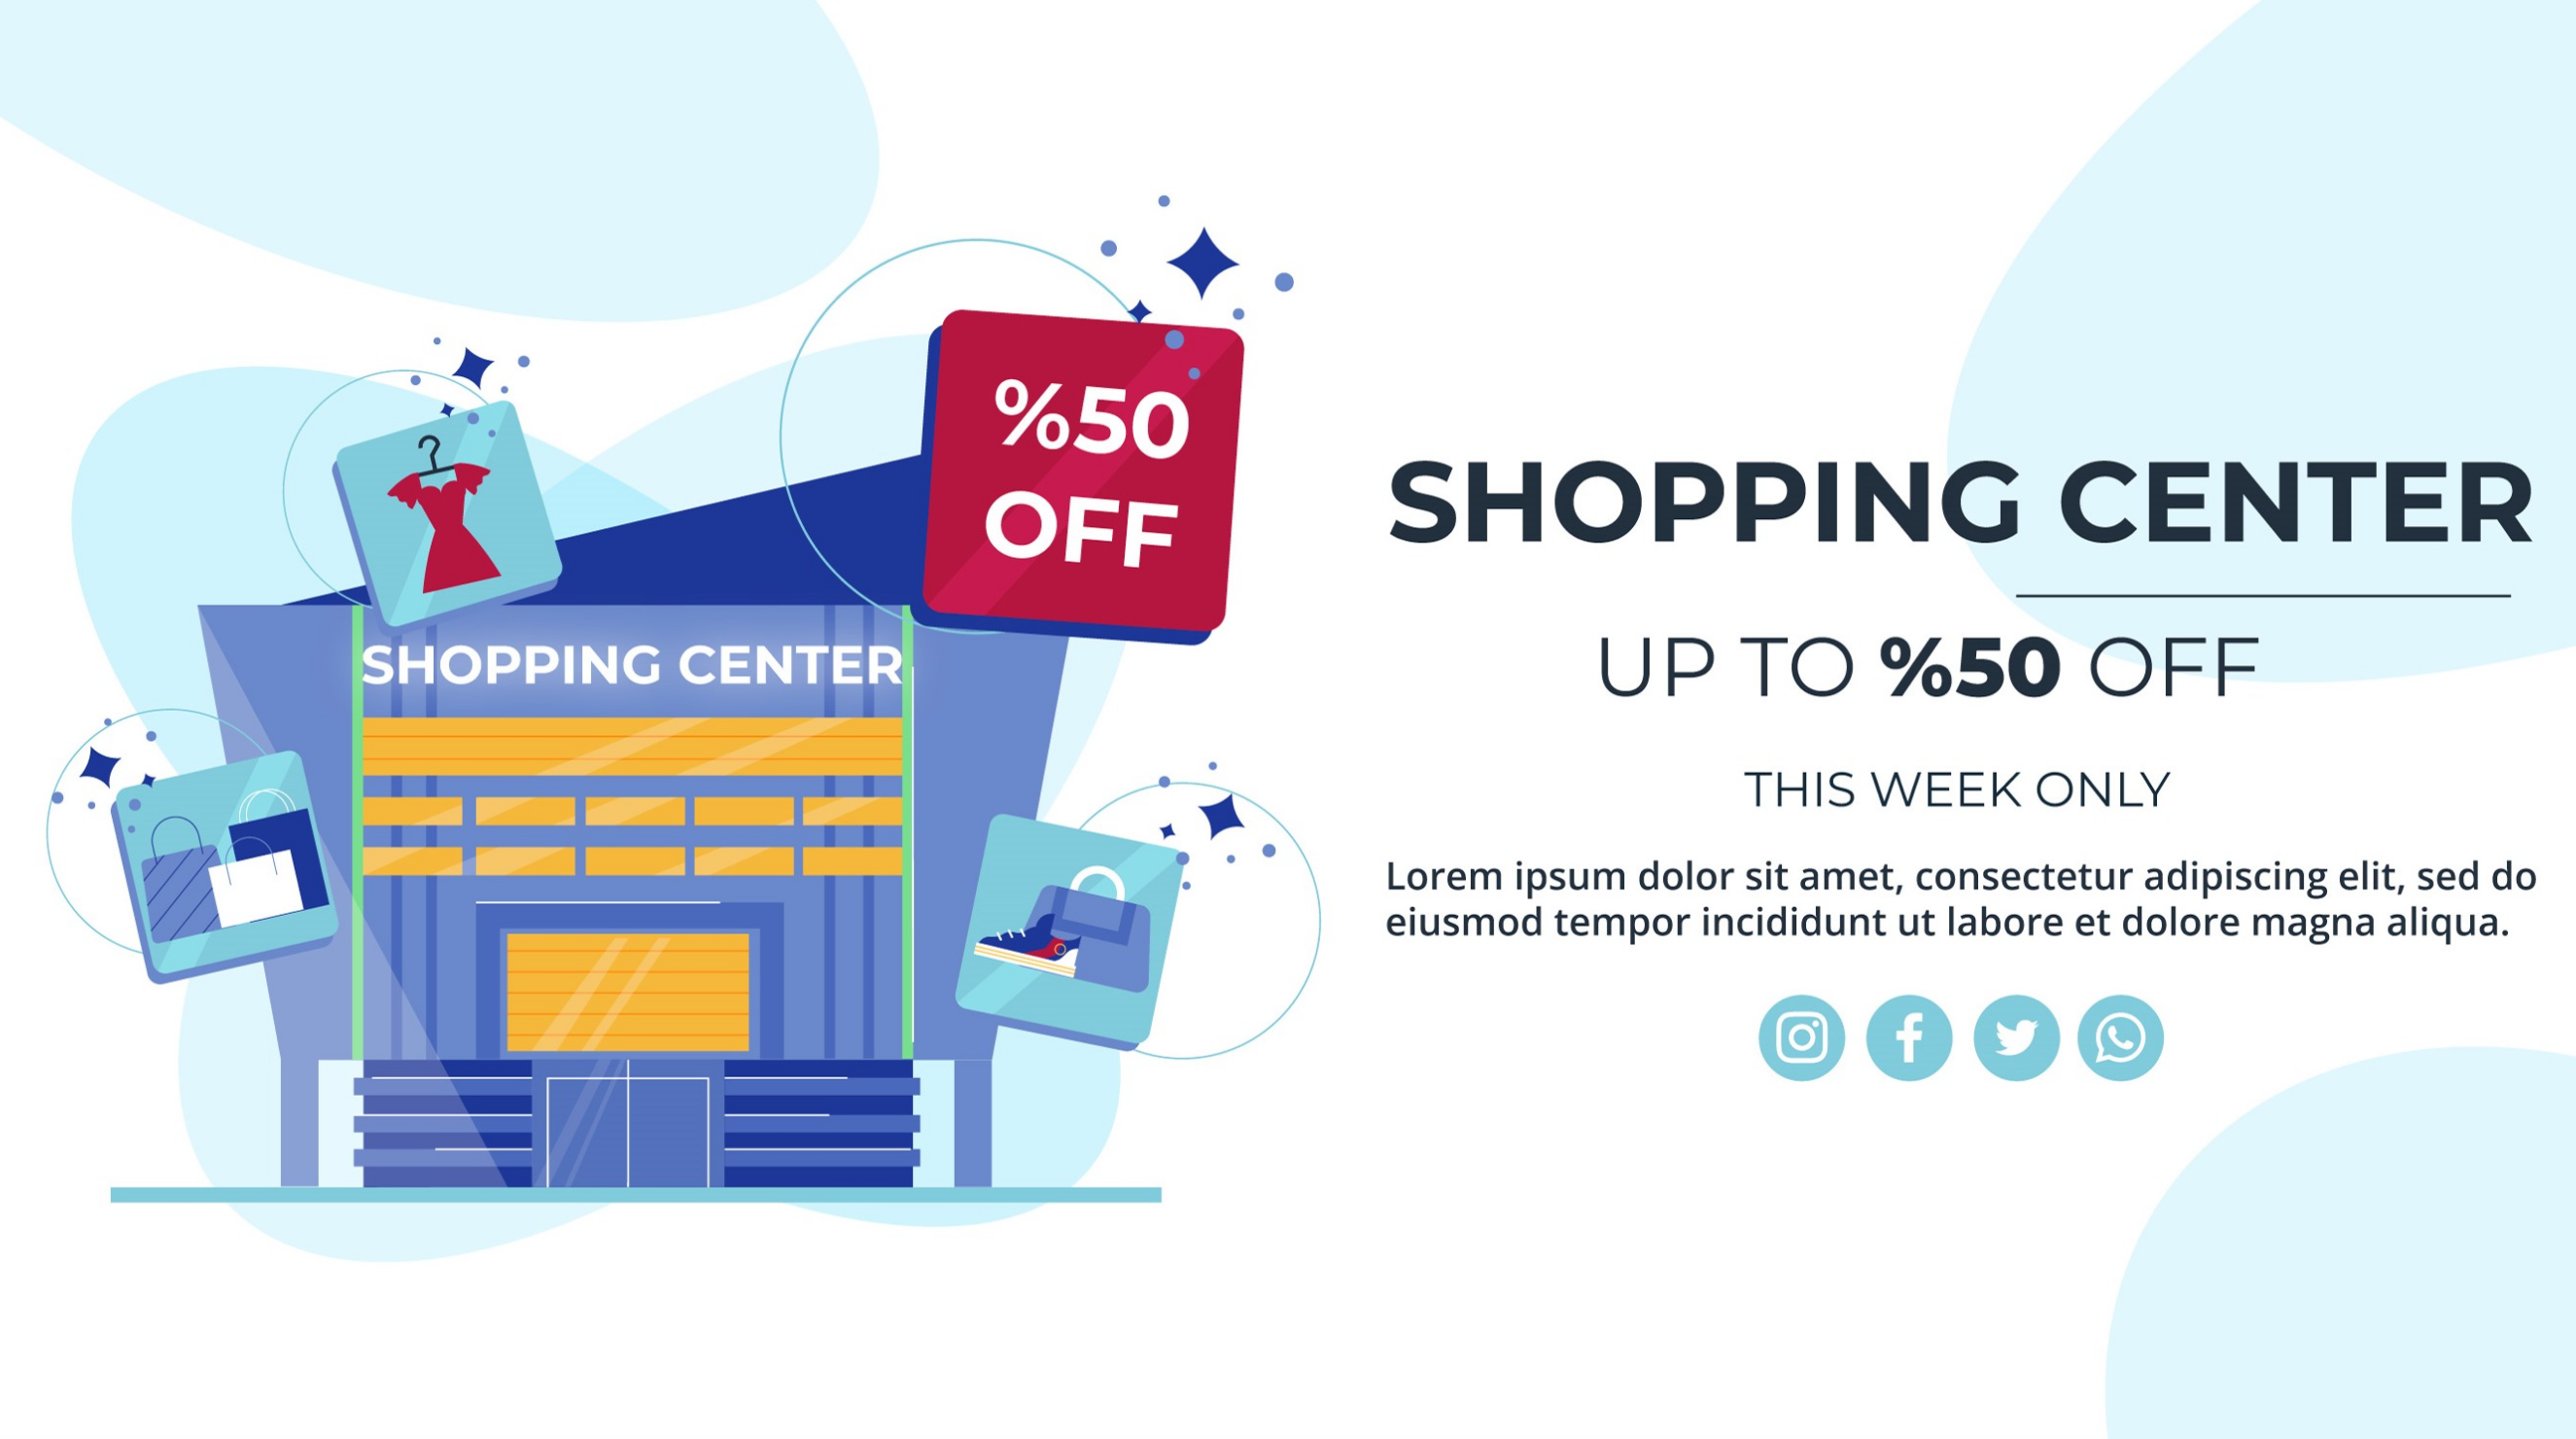 %50
OFF
SHOPPING CENTER
SHOPPING CENTER
UP TO %50 OFF
THIS WEEK ONLY
Lorem ipsum dolor sit amet, consectetur adipiscing elit, sed do
eiusmod tempor incididunt ut labore et dolore magna aliqua.